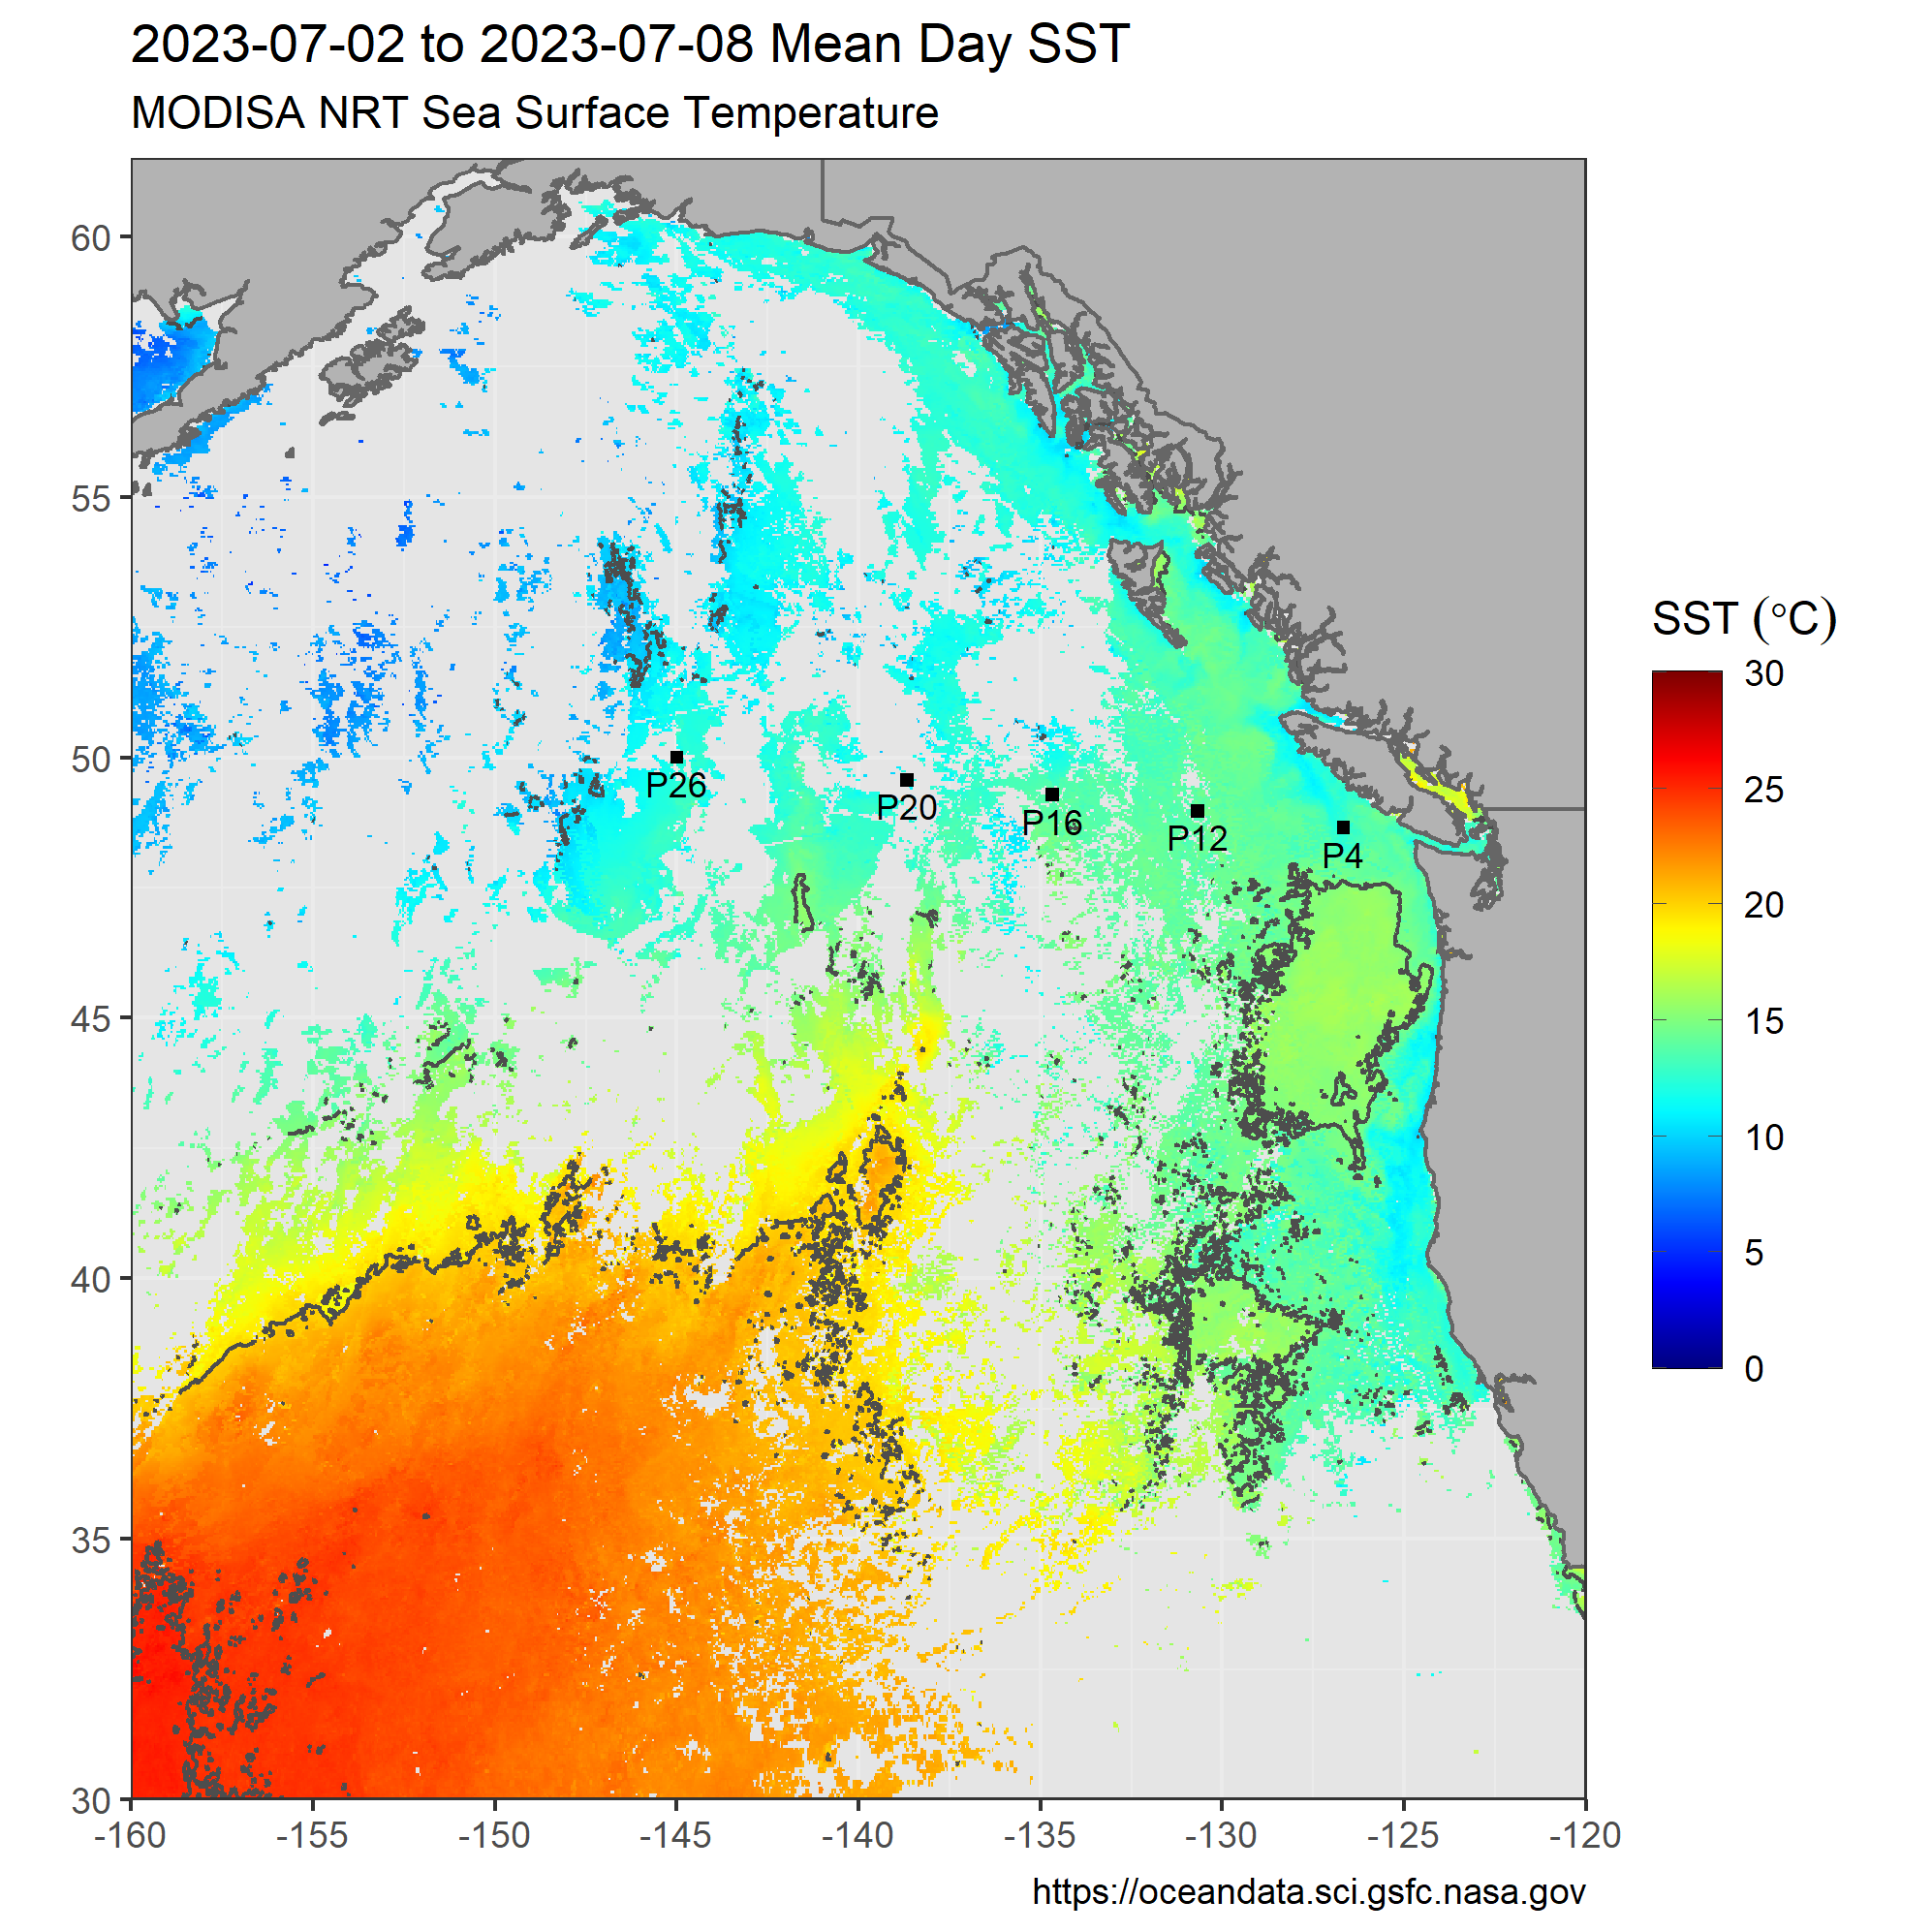 2023-07-02 to 2023-07-08 Mean Day SST
MODISA NRT Sea Surface Temperature
60
55
50
45
40
35
30
-160
-155
-150
-145
-140
-135
-130
-125
-120
P26
P20
P16
P12
P4
SST (°C)
30
25
20
15
10
5
0
https://oceandata.sci.gsfc.nasa.gov